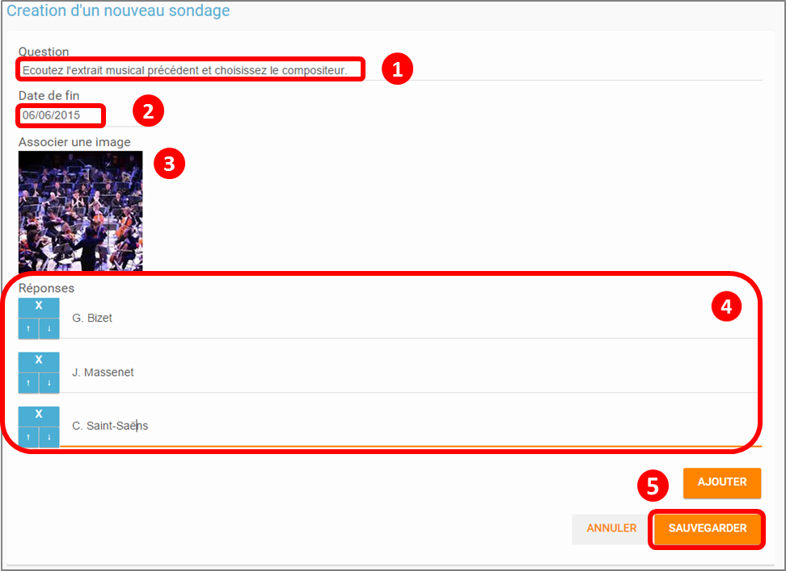 Creation d'un nouveau sondage
Question
Ecoutez l'extrait musical précédent et choisissez le compositeur.
1
Date de fin
06/06/2015
2
Associer une image
3
Réponses
4
X
G. Bizet
↑ ↓
X
J. Massenet
↑ ↓
X
C. Saint-Saëns
↑ ↓
5
AJOUTER
ANNULER SAUVEGARDER